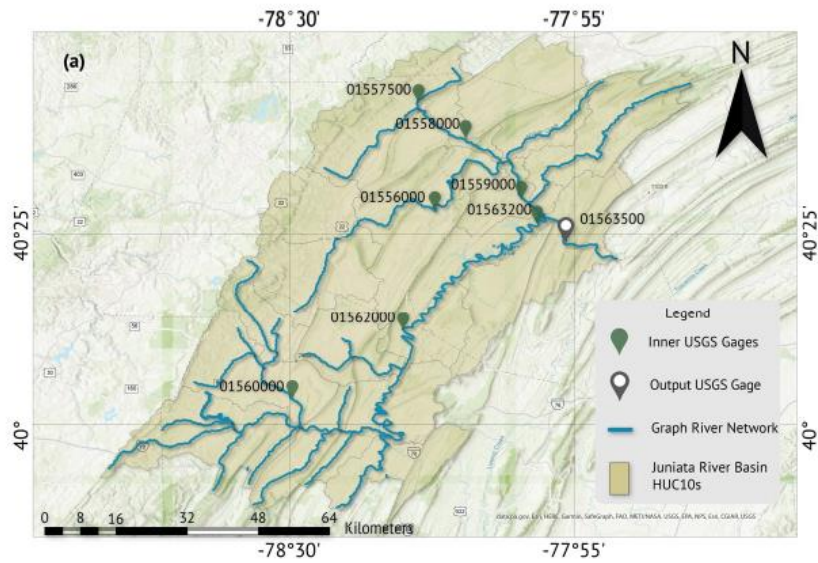 -78°30'
-77°55'
(a)
N
01557500
01558000
01559000
01556000
01563200
01563500
40°25'
40°25'
01562000
01560000
40°
40°
Legend
Inner USGS Gages
Output USGS Gage
Graph River Network
Juniata River Basin
HUC10s
0 8 16 32 48 64
Kilometers
-78°30'
-77°55'